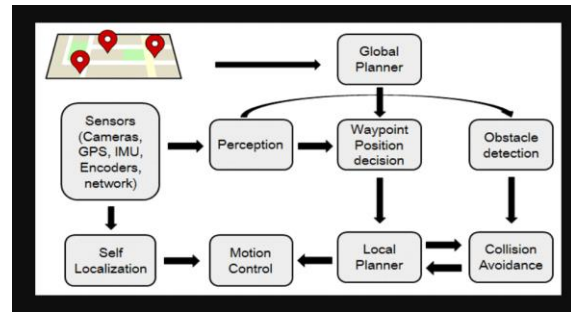 Global
Planner
Sensors
(Cameras,
GPS, IMU,
Encoders,
network)
Perception
Waypoint
Position
decision
Obstacle
detection
Self
Localization
Motion
Control
Local
Planner
Collision
Avoidance